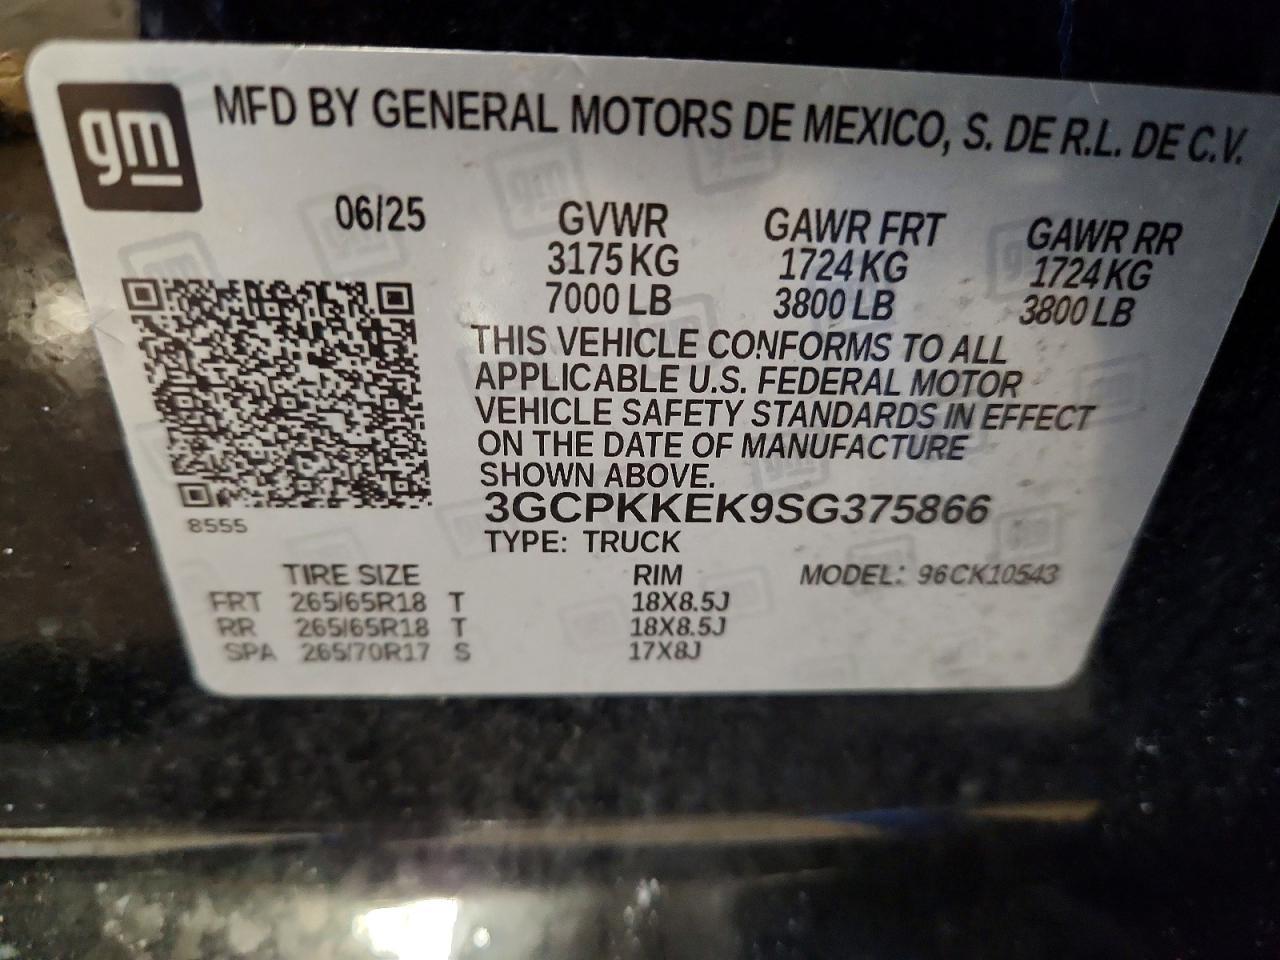 gm
MFD BY GENERAL MOTORS DE MEXICO, S. DE R.L. DE C.V.
06/25 GVWR GAWR FRT GAWR RR
3175 KG 1724 KG 1724 KG
7000 LB 3800 LB 3800 LB
THIS VEHICLE CONFORMS TO ALL
APPLICABLE U.S. FEDERAL MOTOR
VEHICLE SAFETY STANDARDS IN EFFECT
ON THE DATE OF MANUFACTURE
SHOWN ABOVE.
3GCPKKEK9SG375866
8555
TYPE: TRUCK
TIRE SIZE RIM MODEL: 96CK10543
FRT 265/65R18 T 18X8.5J
RR 265/65R18 T 18X8.5J
SPA 265/70R17 S 17X8J